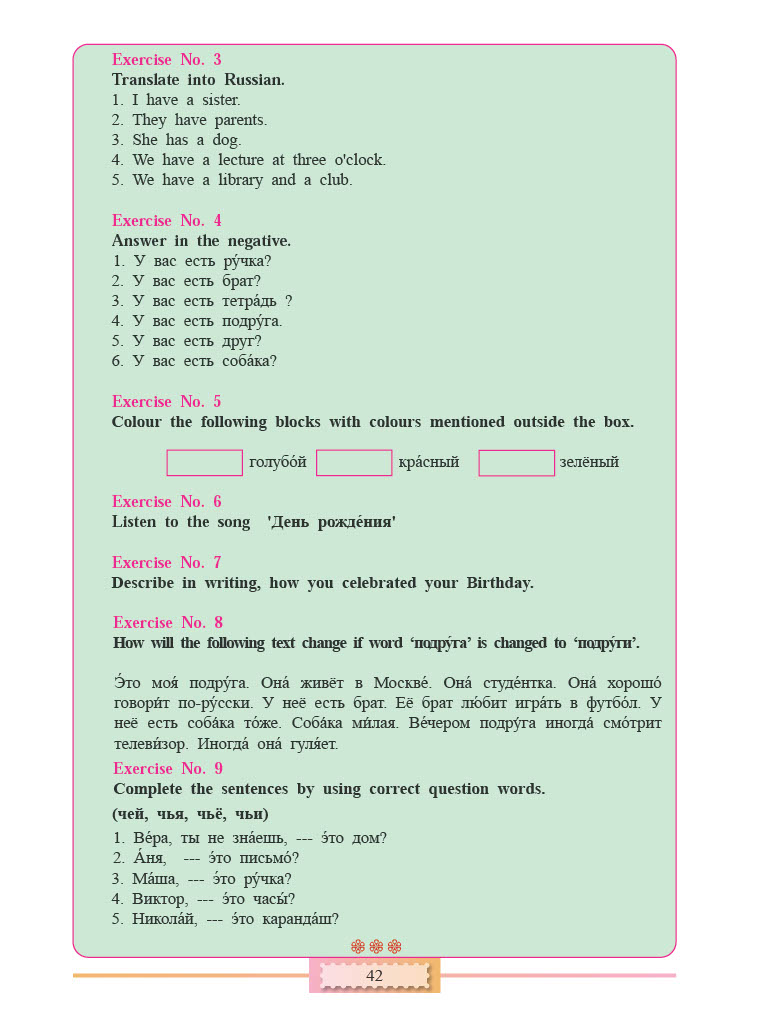 Exercise No. 3
Translate into Russian.
1. I have a sister.
2. They have parents.
3. She has a dog.
4. We have a lecture at three o'clock.
5. We have a library and a club.
Exercise No. 4
Answer in the negative.
1. У вас есть ру́чка?
2. У вас есть брат?
3. У вас есть тетра́дь ?
4. У вас есть подру́га.
5. У вас есть друг?
6. У вас есть соба́ка?
Exercise No. 5
Colour the following blocks with colours mentioned outside the box.
голубо́й кра́сный зелёный
Exercise No. 6
Listen to the song 'День рожде́ния'
Exercise No. 7
Describe in writing, how you celebrated your Birthday.
Exercise No. 8
How will the following text change if word ‘подру́га’ is changed to ‘подру́ги’.
Э́то моя́ подру́га. Она́ живёт в Москве́. Она́ студе́нтка. Она́ хорошо́
говори́т по-ру́сски. У неё есть брат. Её брат лю́бит игра́ть в футбо́л. У
неё есть соба́ка то́же. Соба́ка ми́лая. Ве́чером подру́га иногда́ смо́трит
телеви́зор. Иногда́ она́ гуля́ет.
Exercise No. 9
Complete the sentences by using correct question words.
(чей, чья, чьё, чьи)
1. Ве́ра, ты не зна́ешь, --- э́то дом?
2. А́ня, --- э́то письмо́?
3. Ма́ша, --- э́то ру́чка?
4. Виктор, --- э́то часы́?
5. Никола́й, --- э́то каранда́ш?
42